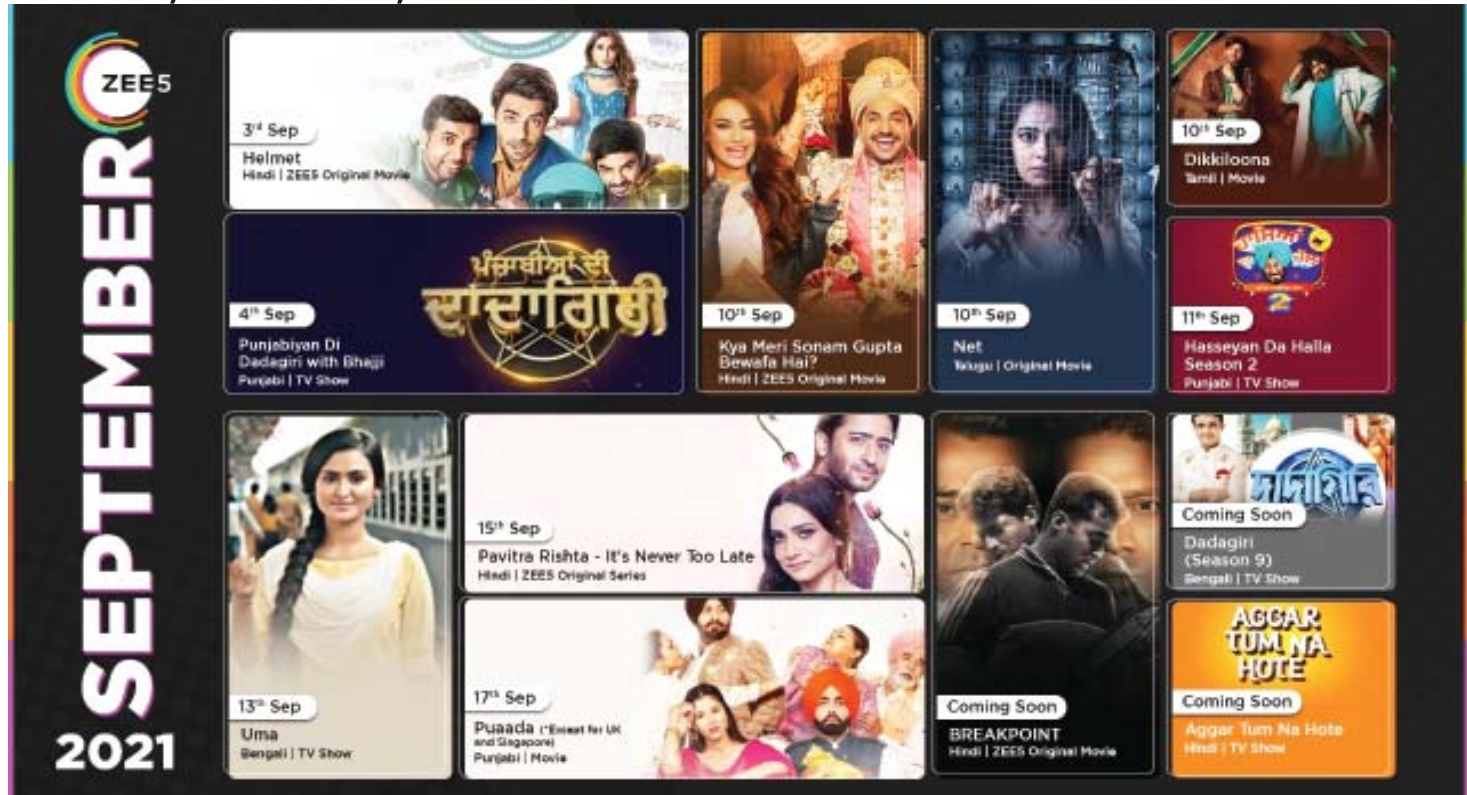 ZEE5
SEPTEMBER
2021
3rd Sep
Helmet
Hindi | ZEE5 Original Movie
4th Sep
ਪੰਜਾਬੀਆਂ ਦੀ
ਦਾਦਾਗਿਰੀ
Punjabiyan Di
Dadagiri with Bhajji
Punjabi | TV Show
10th Sep
Kya Meri Sonam Gupta
Bewafa Hai?
Hindi | ZEE5 Original Movie
10th Sep
Net
Telugu | Original Movie
10th Sep
Dikkiloona
Tamil | Movie
2
11th Sep
Hasseyan Da Halla
Season 2
Punjabi | TV Show
13th Sep
Uma
Bengali | TV Show
15th Sep
Pavitra Rishta - It's Never Too Late
Hindi | ZEE5 Original Series
17th Sep
Puaada (*Except for UK
and Singapore)
Punjabi | Movie
Coming Soon
BREAKPOINT
Hindi | ZEE5 Original Movie
দাদাগিরি
Coming Soon
Dadagiri
(Season 9)
Bengali | TV Show
AGGAR
TUM NA
HOTE
Coming Soon
Aggar Tum Na Hote
Hindi | TV Show